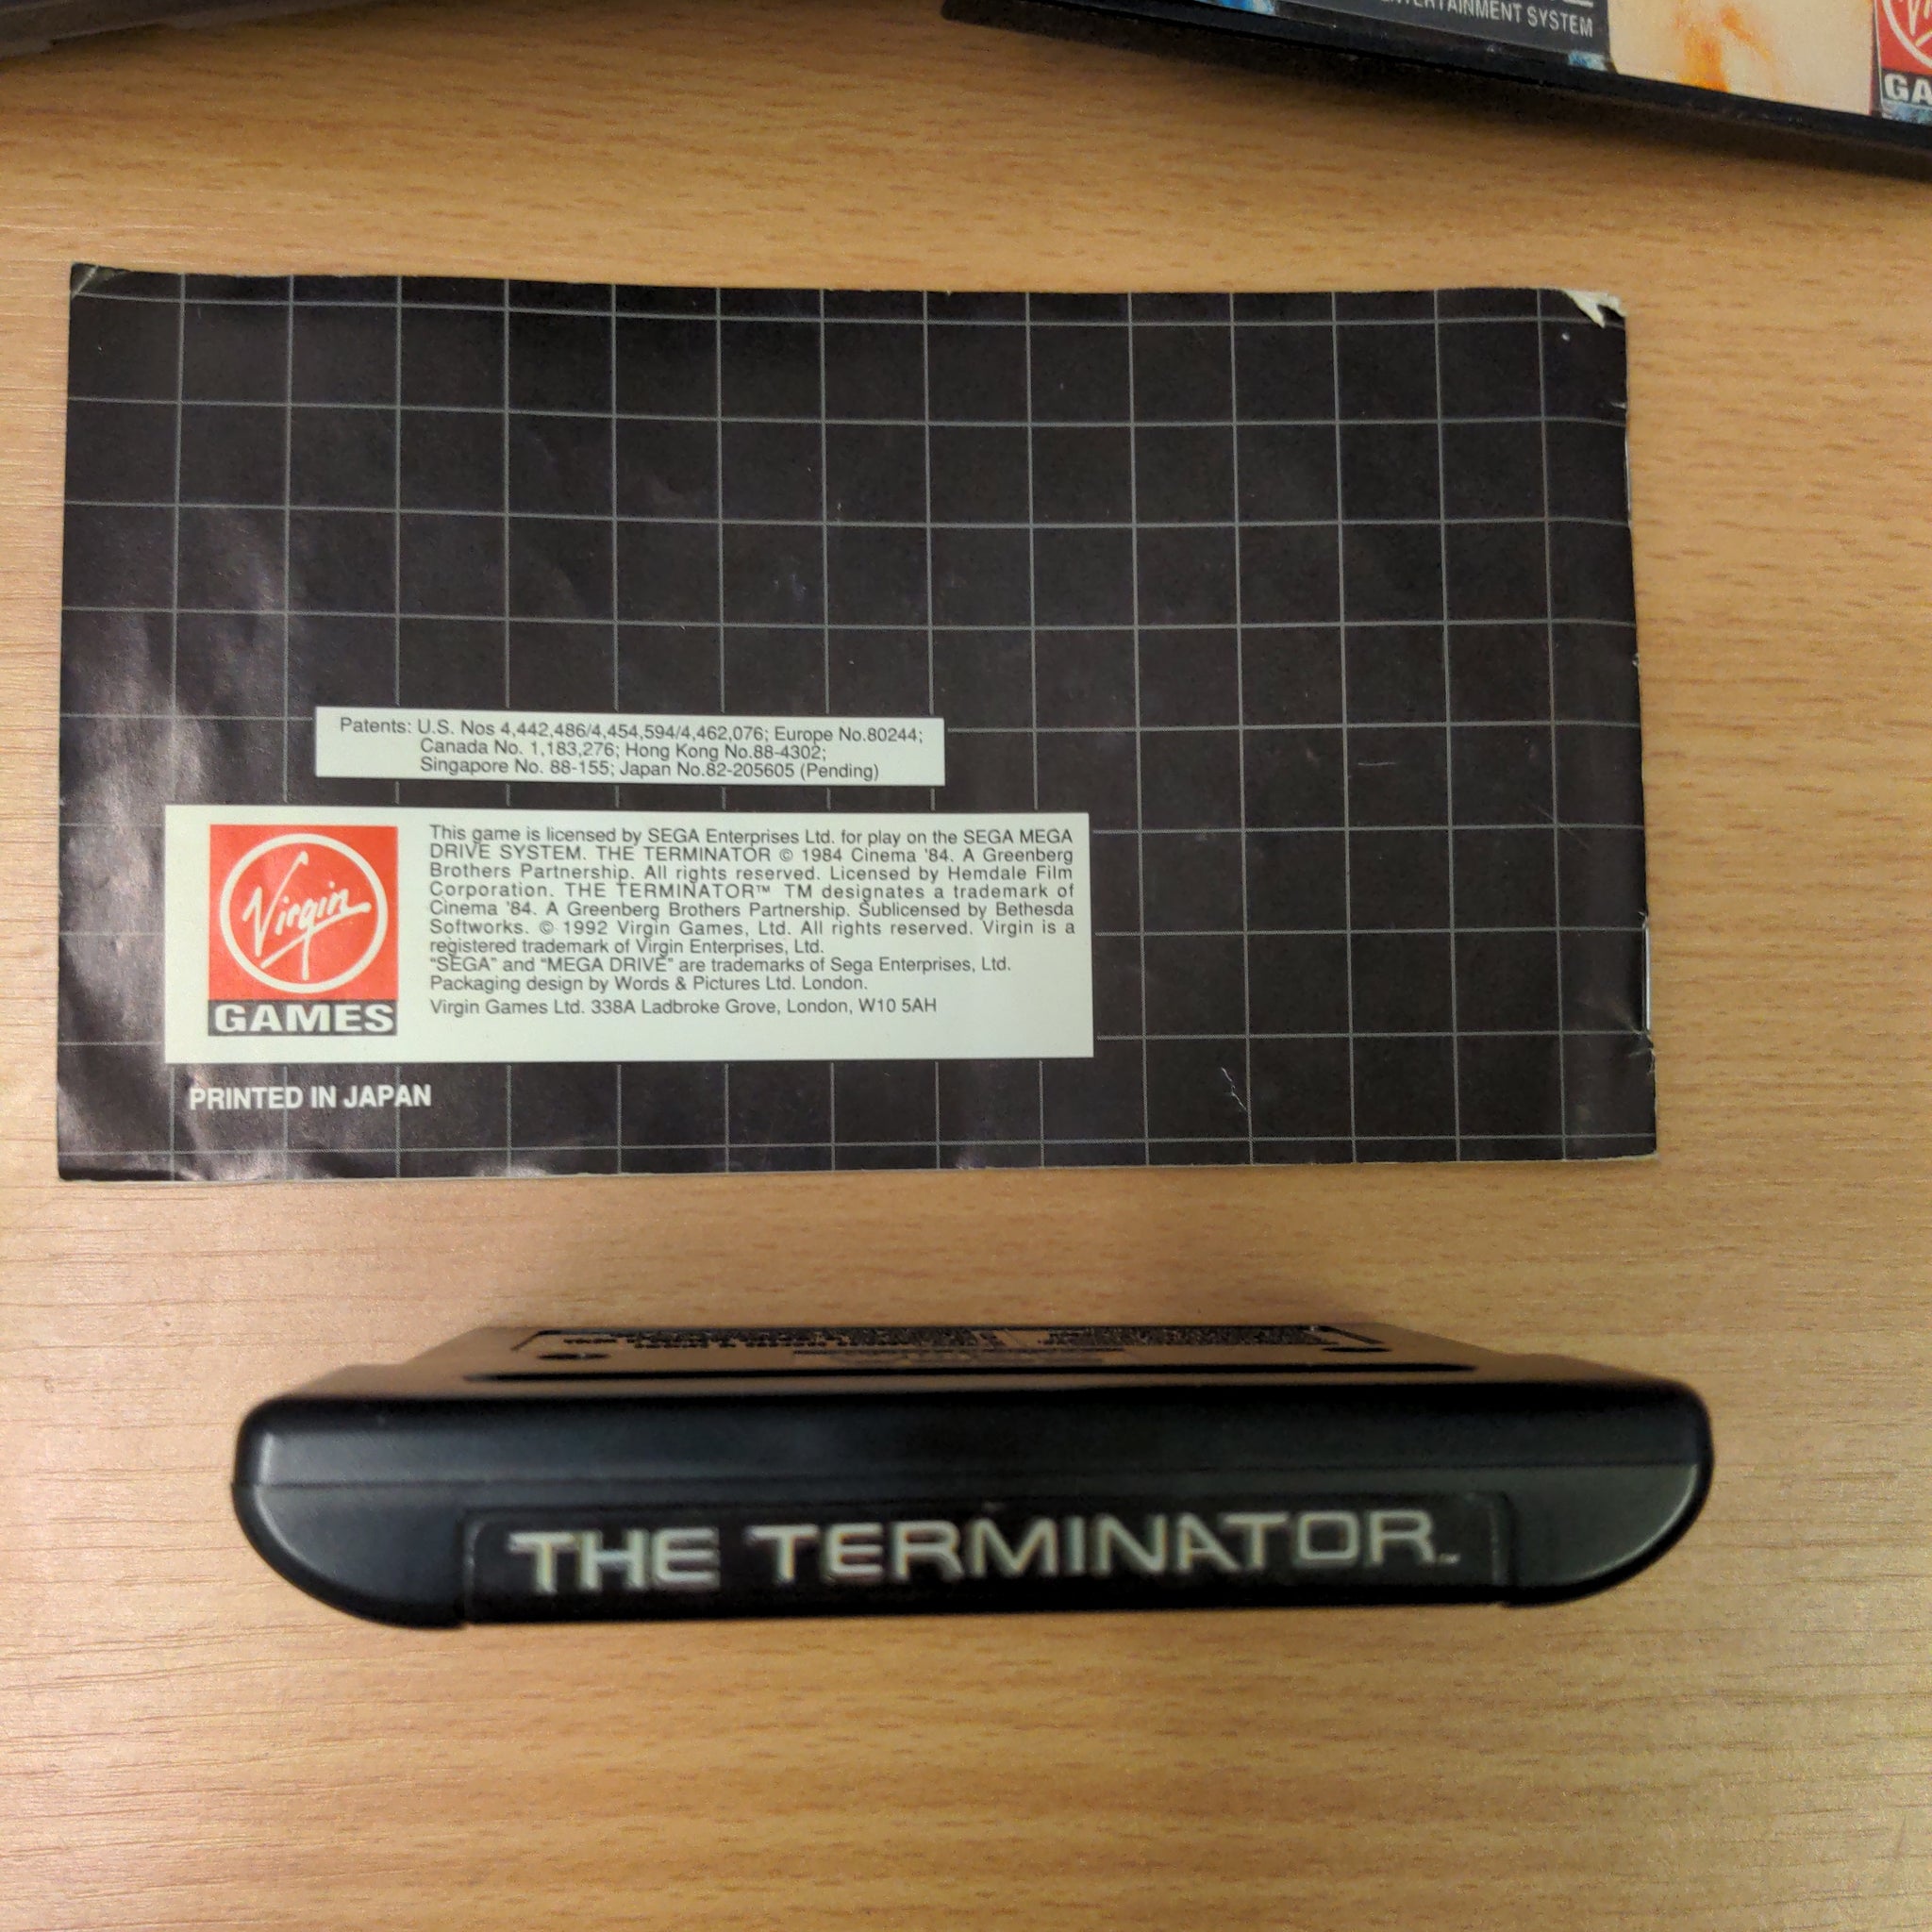 ENTERTAINMENT SYSTEM
Patents: U.S. Nos 4,442,486/4,454,594/4,462,076; Europe No.80244;
Canada No. 1,183,276; Hong Kong No.88-4302;
Singapore No. 88-155; Japan No.82-205605 (Pending)
Virgin
GAMES
This game is licensed by SEGA Enterprises Ltd. for play on the SEGA MEGA
DRIVE SYSTEM. THE TERMINATOR © 1984 Cinema '84. A Greenberg
Brothers Partnership. All rights reserved. Licensed by Hemdale Film
Corporation. THE TERMINATOR™ TM designates a trademark of
Cinema '84. A Greenberg Brothers Partnership. Sublicensed by Bethesda
Softworks. © 1992 Virgin Games, Ltd. All rights reserved. Virgin is a
registered trademark of Virgin Enterprises, Ltd.
"SEGA" and "MEGA DRIVE" are trademarks of Sega Enterprises, Ltd.
Packaging design by Words & Pictures Ltd. London.
Virgin Games Ltd. 338A Ladbroke Grove, London, W10 5AH
PRINTED IN JAPAN
THE TERMINATOR™